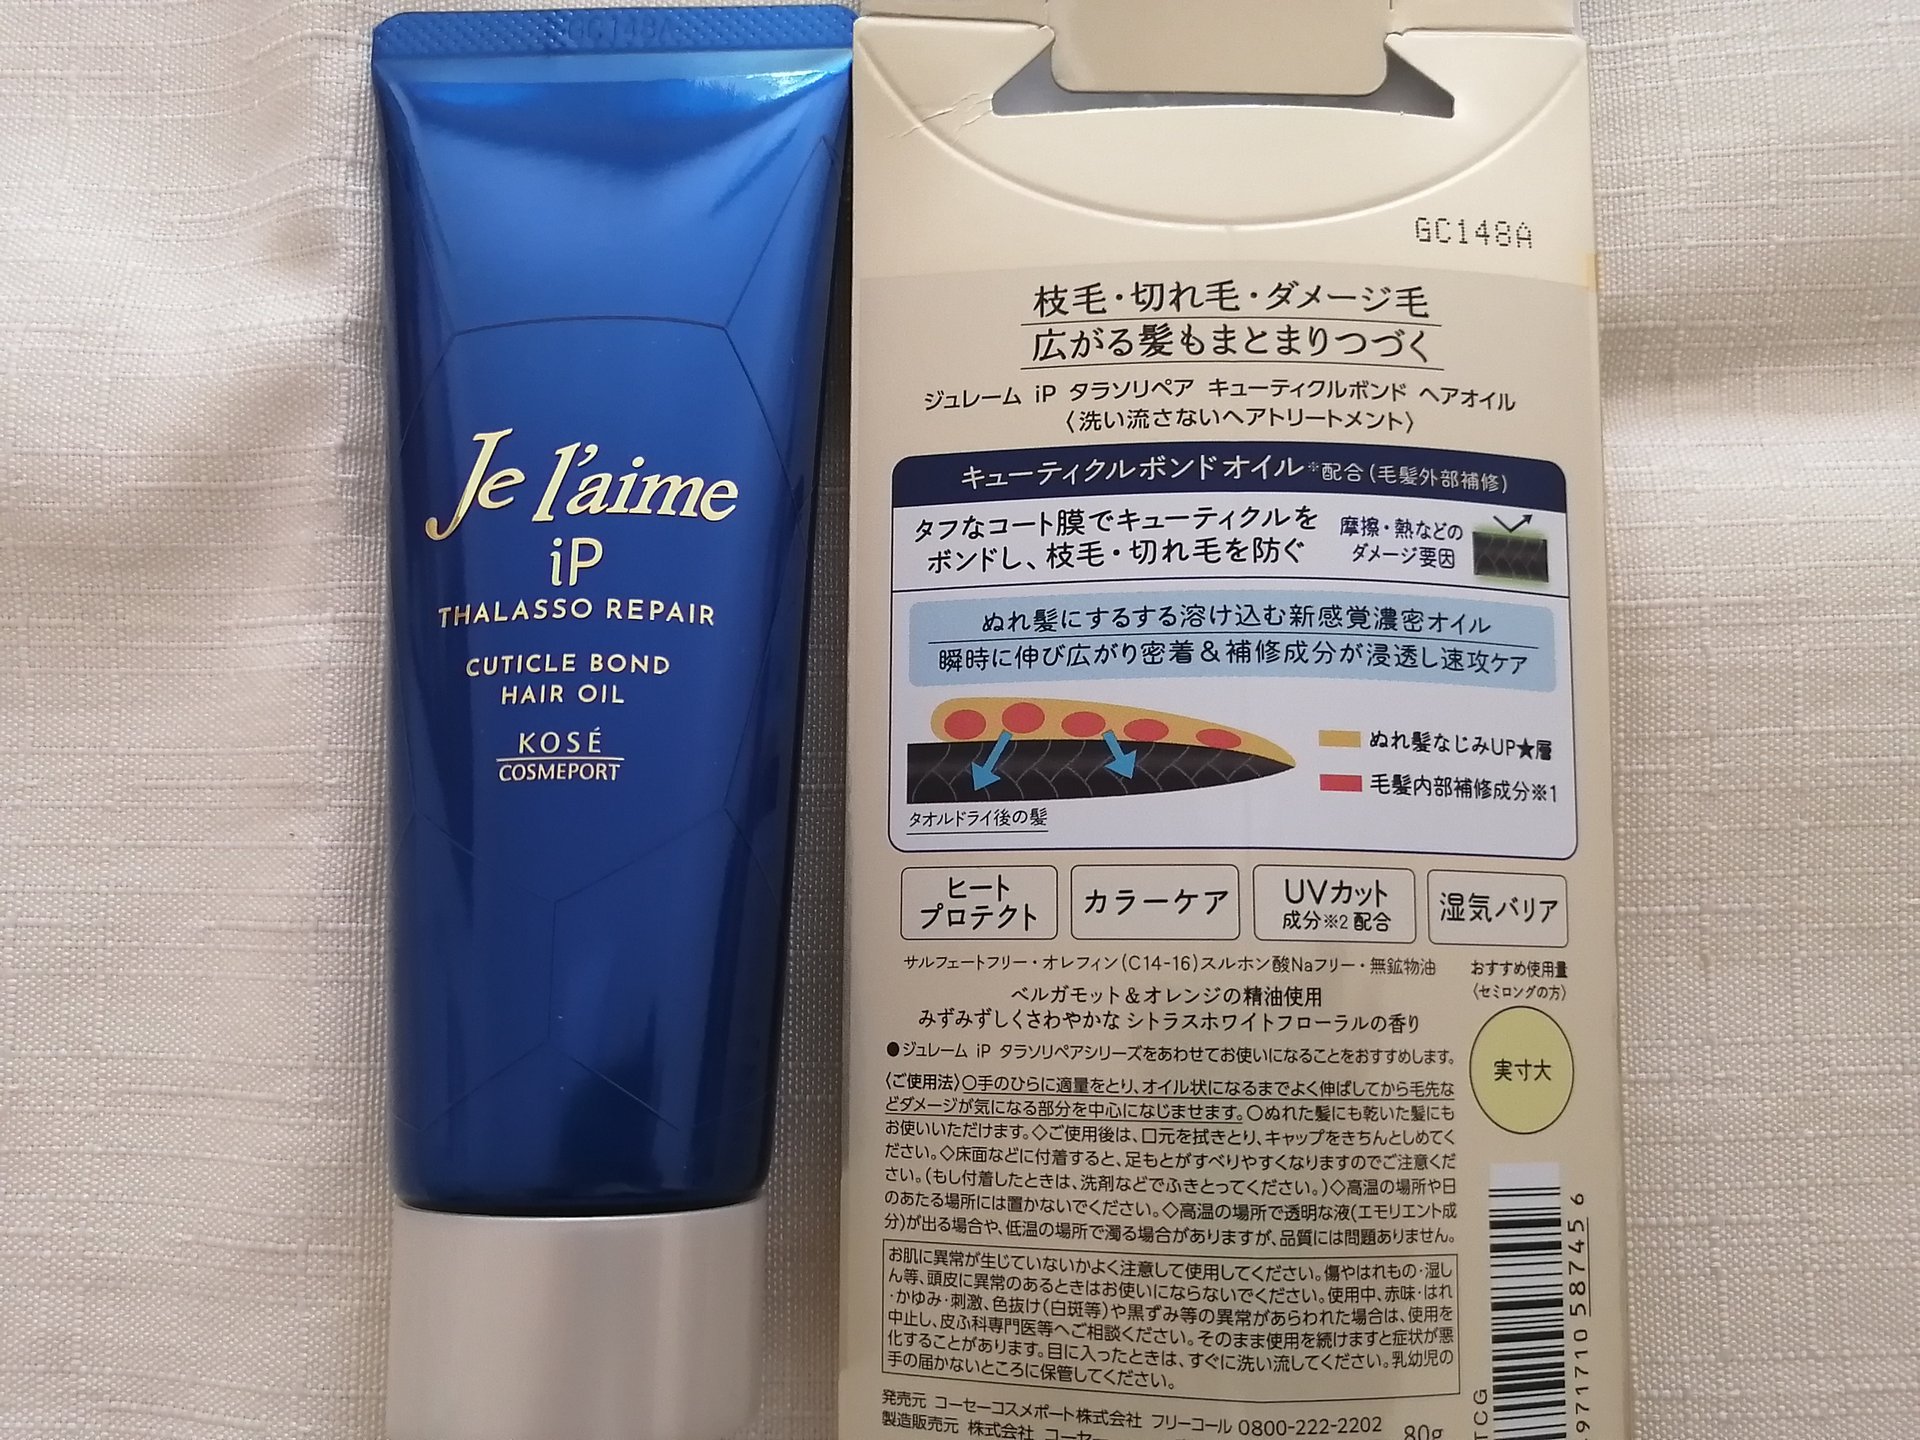 GC148A
Je l'aime
iP
THALASSO REPAIR
CUTICLE BOND
HAIR OIL
KOSÉ
COSMEPORT
GC148A
枝毛・切れ毛・ダメージ毛
広がる髪もまとまりつづく
ジュレーム iP タラソリペア キューティクルボンド ヘアオイル
〈洗い流さないヘアトリートメント〉
キューティクルボンドオイル※配合(毛髪外部補修)
タフなコート膜でキューティクルを
ボンドし、枝毛・切れ毛を防ぐ
摩擦・熱などの
ダメージ要因
ぬれ髪にするする溶け込む新感覚濃密オイル
瞬時に伸び広がり密着&補修成分が浸透し速攻ケア
ぬれ髪なじみUP★層
毛髪内部補修成分※1
タオルドライ後の髪
ヒート
プロテクト
カラーケア
UVカット
成分※2配合
湿気バリア
サルフェートフリー・オレフィン(C14-16)スルホン酸Naフリー・無鉱物油
ベルガモット&オレンジの精油使用
みずみずしくさわやかな シトラスホワイトフローラルの香り
おすすめ使用量
〈セミロングの方〉
実寸大
●ジュレーム iP タラソリペアシリーズをあわせてお使いになることをおすすめします。
〈ご使用法〉○手のひらに適量をとり、オイル状になるまでよく伸ばしてから毛先な
どダメージが気になる部分を中心になじませます。○ぬれた髪にも乾いた髪にも
お使いいただけます。◇ご使用後は、口元を拭きとり、キャップをきちんとしめてく
ださい。◇床面などに付着すると、足もとがすべりやすくなりますのでご注意くだ
さい。(もし付着したときは、洗剤などでふきとってください。)◇高温の場所や日
のあたる場所には置かないでください。◇高温の場所で透明な液(エモリエント成
分)が出る場合や、低温の場所で濁る場合がありますが、品質には問題ありません。
お肌に異常が生じていないかよく注意して使用してください。傷やはれもの・湿し
ん等、頭皮に異常のあるときはお使いにならないでください。使用中、赤味・はれ
・かゆみ・刺激、色抜け(白斑等)や黒ずみ等の異常があらわれた場合は、使用を
中止し、皮ふ科専門医等へご相談ください。そのまま使用を続けますと症状が悪
化することがあります。目に入ったときは、すぐに洗い流してください。乳幼児の
手の届かないところに保管してください。
発売元 コーセーコスメポート株式会社 フリーコール 0800-222-2202
製造販売元 株式会社 コーセー
80g
TCG
971710 587456